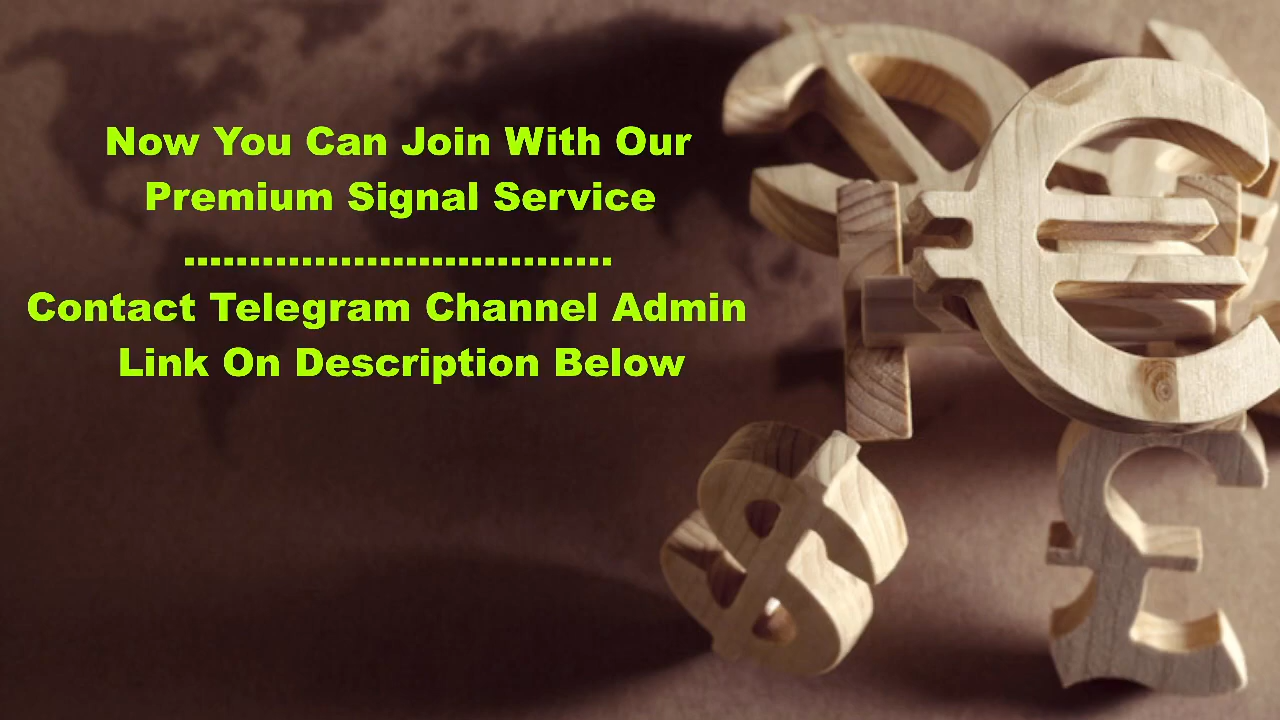 Now You Can Join With Our
Premium Signal Service
.................................
Contact Telegram Channel Admin
Link On Description Below